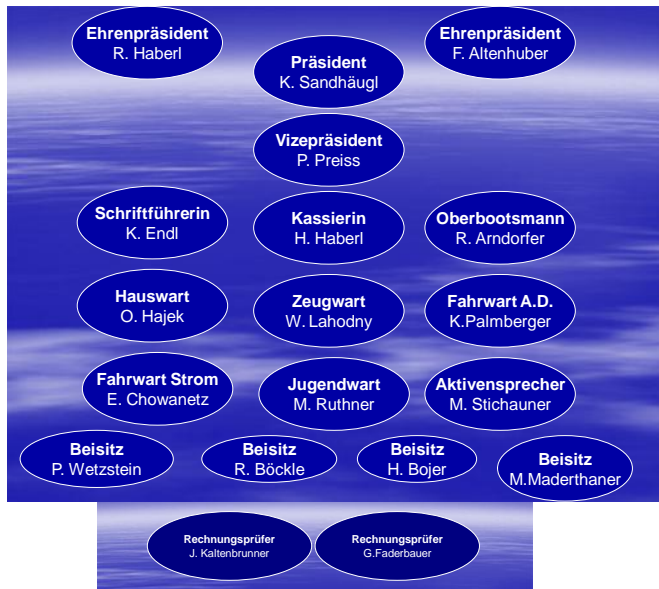 Ehrenpräsident
R. Haberl
Ehrenpräsident
F. Altenhuber
Präsident
K. Sandhäugl
Vizepräsident
P. Preiss
Schriftführerin
K. Endl
Kassierin
H. Haberl
Oberbootsmann
R. Arndorfer
Hauswart
O. Hajek
Zeugwart
W. Lahodny
Fahrwart A.D.
K.Palmberger
Fahrwart Strom
E. Chowanetz
Jugendwart
M. Ruthner
Aktivensprecher
M. Stichauner
Beisitz
P. Wetzstein
Beisitz
R. Böckle
Beisitz
H. Bojer
Beisitz
M.Maderthaner
Rechnungsprüfer
J. Kaltenbrunner
Rechnungsprüfer
G.Faderbauer